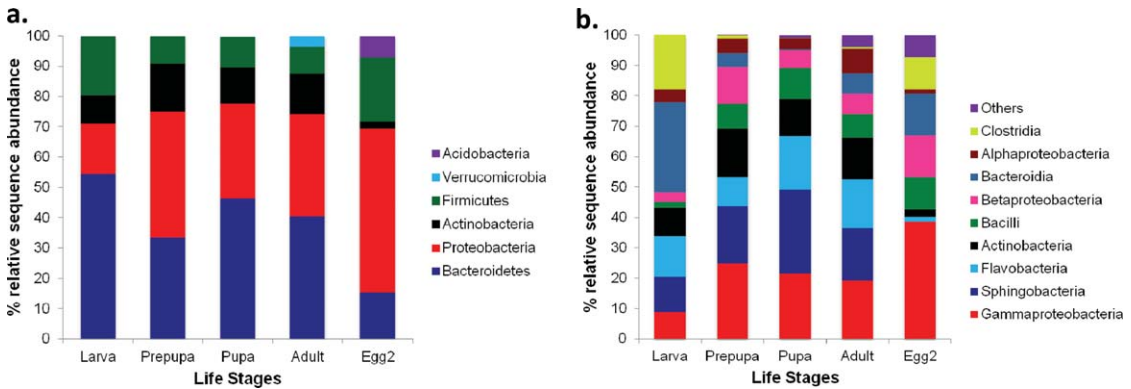 a.
% relative sequence abundance
100
90
80
70
60
50
40
30
20
10
0
Larva Prepupa Pupa Adult Egg2
Life Stages
Acidobacteria
Verrucomicrobia
Firmicutes
Actinobacteria
Proteobacteria
Bacteroidetes
b.
% relative sequence abundance
100
90
80
70
60
50
40
30
20
10
0
Larva Prepupa Pupa Adult Egg2
Life Stages
Others
Clostridia
Alphaproteobacteria
Bacteroidia
Betaproteobacteria
Bacilli
Actinobacteria
Flavobacteria
Sphingobacteria
Gammaproteobacteria